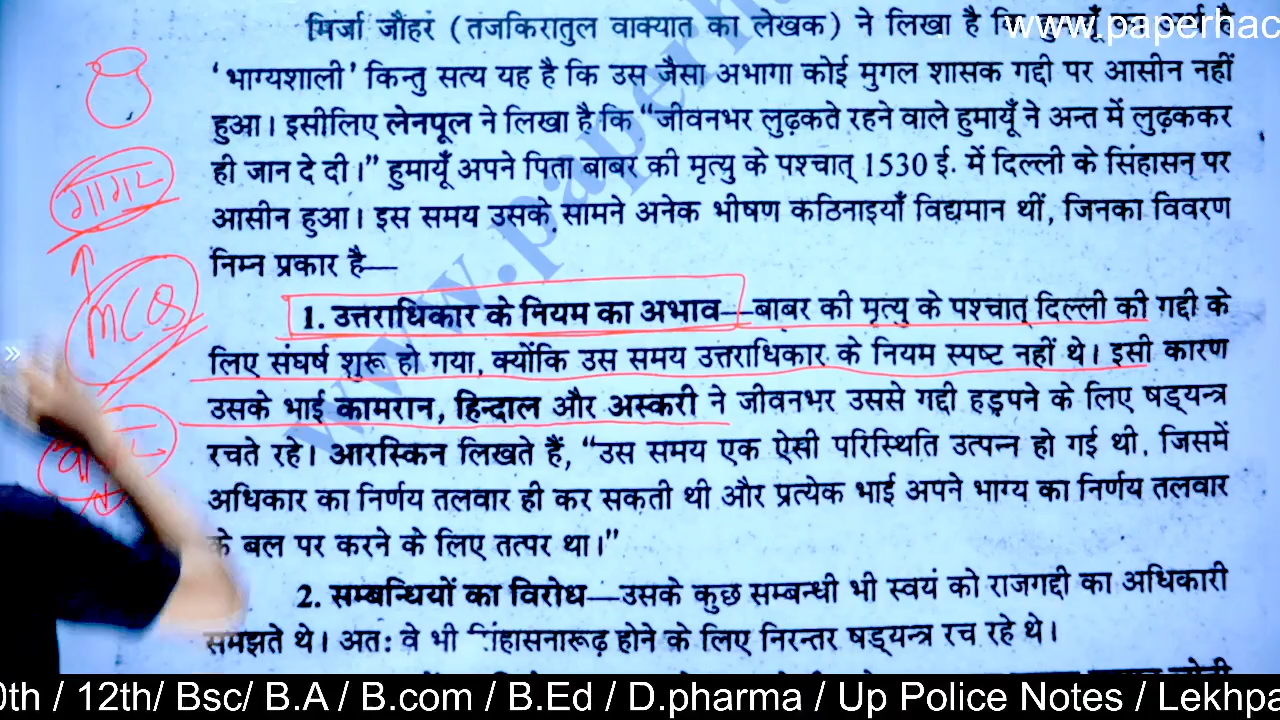 मिर्जा जौहर (तजकिरातुल वाक्यात का लेखक) ने लिखा है
www.paperhac
‘भाग्यशाली’ किन्तु सत्य यह है कि उस जैसा अभागा कोई मुगल शासक गद्दी पर आसीन नहीं
हुआ। इसीलिए लेनपूल ने लिखा है कि “जीवनभर लुढ़कते रहने वाले हुमायूँ ने अन्त में लुढ़ककर
ही जान दे दी।” हुमायूँ अपने पिता बाबर की मृत्यु के पश्चात् 1530 ई. में दिल्ली के सिंहासन पर
आसीन हुआ। इस समय उसके सामने अनेक भीषण कठिनाइयाँ विद्यमान थीं, जिनका विवरण
निम्न प्रकार है—
1. उत्तराधिकार के नियम का अभाव—बाबर की मृत्यु के पश्चात् दिल्ली की गद्दी के
लिए संघर्ष शुरू हो गया, क्योंकि उस समय उत्तराधिकार के नियम स्पष्ट नहीं थे। इसी कारण
उसके भाई कामरान, हिन्दाल और अस्करी ने जीवनभर उससे गद्दी हड़पने के लिए षड्यन्त्र
रचते रहे। आरस्किन लिखते हैं, “उस समय एक ऐसी परिस्थिति उत्पन्न हो गई थी, जिसमें
अधिकार का निर्णय तलवार ही कर सकती थी और प्रत्येक भाई अपने भाग्य का निर्णय तलवार
के बल पर करने के लिए तत्पर था।”
2. सम्बन्धियों का विरोध—उसके कुछ सम्बन्धी भी स्वयं को राजगद्दी का अधिकारी
समझते थे। अतः वे भी सिंहासनारूढ़ होने के लिए निरन्तर षड्यन्त्र रच रहे थे।
गागर
MCQ
www.paperha
0th / 12th/ Bsc/ B.A / B.com / B.Ed / D.pharma / Up Police Notes / Lekhpa